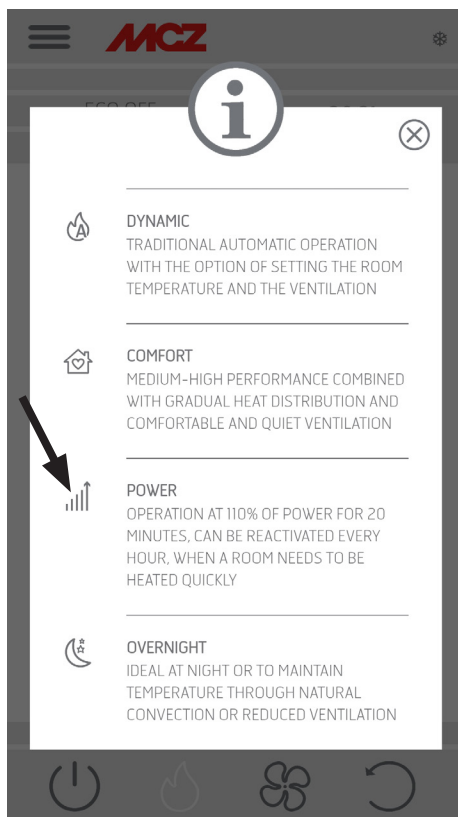 MCZ
DYNAMIC
TRADITIONAL AUTOMATIC OPERATION
WITH THE OPTION OF SETTING THE ROOM
TEMPERATURE AND THE VENTILATION
COMFORT
MEDIUM-HIGH PERFORMANCE COMBINED
WITH GRADUAL HEAT DISTRIBUTION AND
COMFORTABLE AND QUIET VENTILATION
POWER
OPERATION AT 110% OF POWER FOR 20
MINUTES, CAN BE REACTIVATED EVERY
HOUR, WHEN A ROOM NEEDS TO BE
HEATED QUICKLY
OVERNIGHT
IDEAL AT NIGHT OR TO MAINTAIN
TEMPERATURE THROUGH NATURAL
CONVECTION OR REDUCED VENTILATION